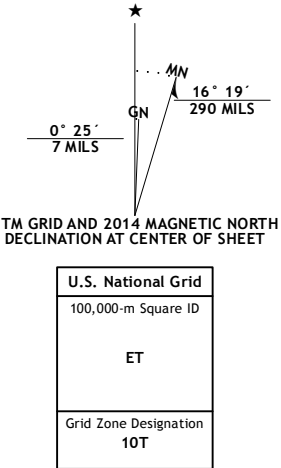 ★
MN
GN
16° 19´
290 MILS
0° 25´
7 MILS
TM GRID AND 2014 MAGNETIC NORTH
DECLINATION AT CENTER OF SHEET
U.S. National Grid
100,000-m Square ID
ET
Grid Zone Designation
10T